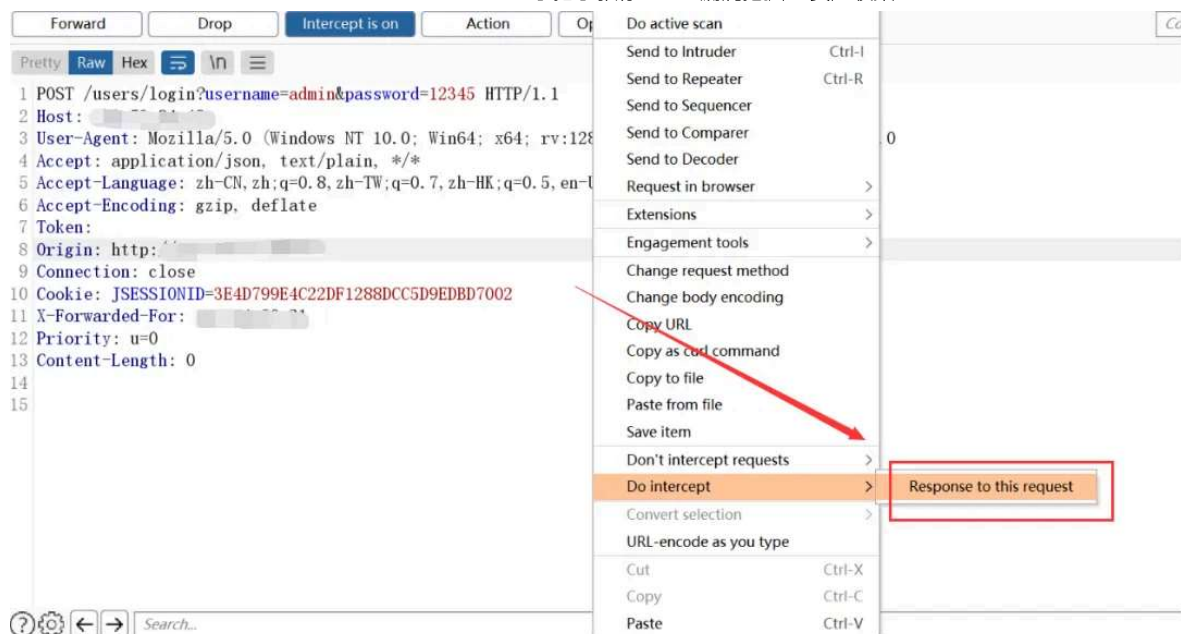 Forward Drop Intercept is on Action Op
Pretty Raw Hex \n
1 POST /users/login?username=admin&password=12345 HTTP/1.1
2 Host:
3 User-Agent: Mozilla/5.0 (Windows NT 10.0; Win64; x64; rv:128 .0
4 Accept: application/json, text/plain, */*
5 Accept-Language: zh-CN,zh;q=0.8,zh-TW;q=0.7,zh-HK;q=0.5,en-U
6 Accept-Encoding: gzip, deflate
7 Token:
8 Origin: http:
9 Connection: close
10 Cookie: JSESSIONID=3E4D799E4C22DF1288DCC5D9EDBD7002
11 X-Forwarded-For:
12 Priority: u=0
13 Content-Length: 0
14
15
Search...
Do active scan
Send to Intruder Ctrl-I
Send to Repeater Ctrl-R
Send to Sequencer
Send to Comparer
Send to Decoder
Request in browser >
Extensions >
Engagement tools >
Change request method
Change body encoding
Copy URL
Copy as curl command
Copy to file
Paste from file
Save item
Don't intercept requests >
Do intercept >
Response to this request
Convert selection >
URL-encode as you type
Cut Ctrl-X
Copy Ctrl-C
Paste Ctrl-V